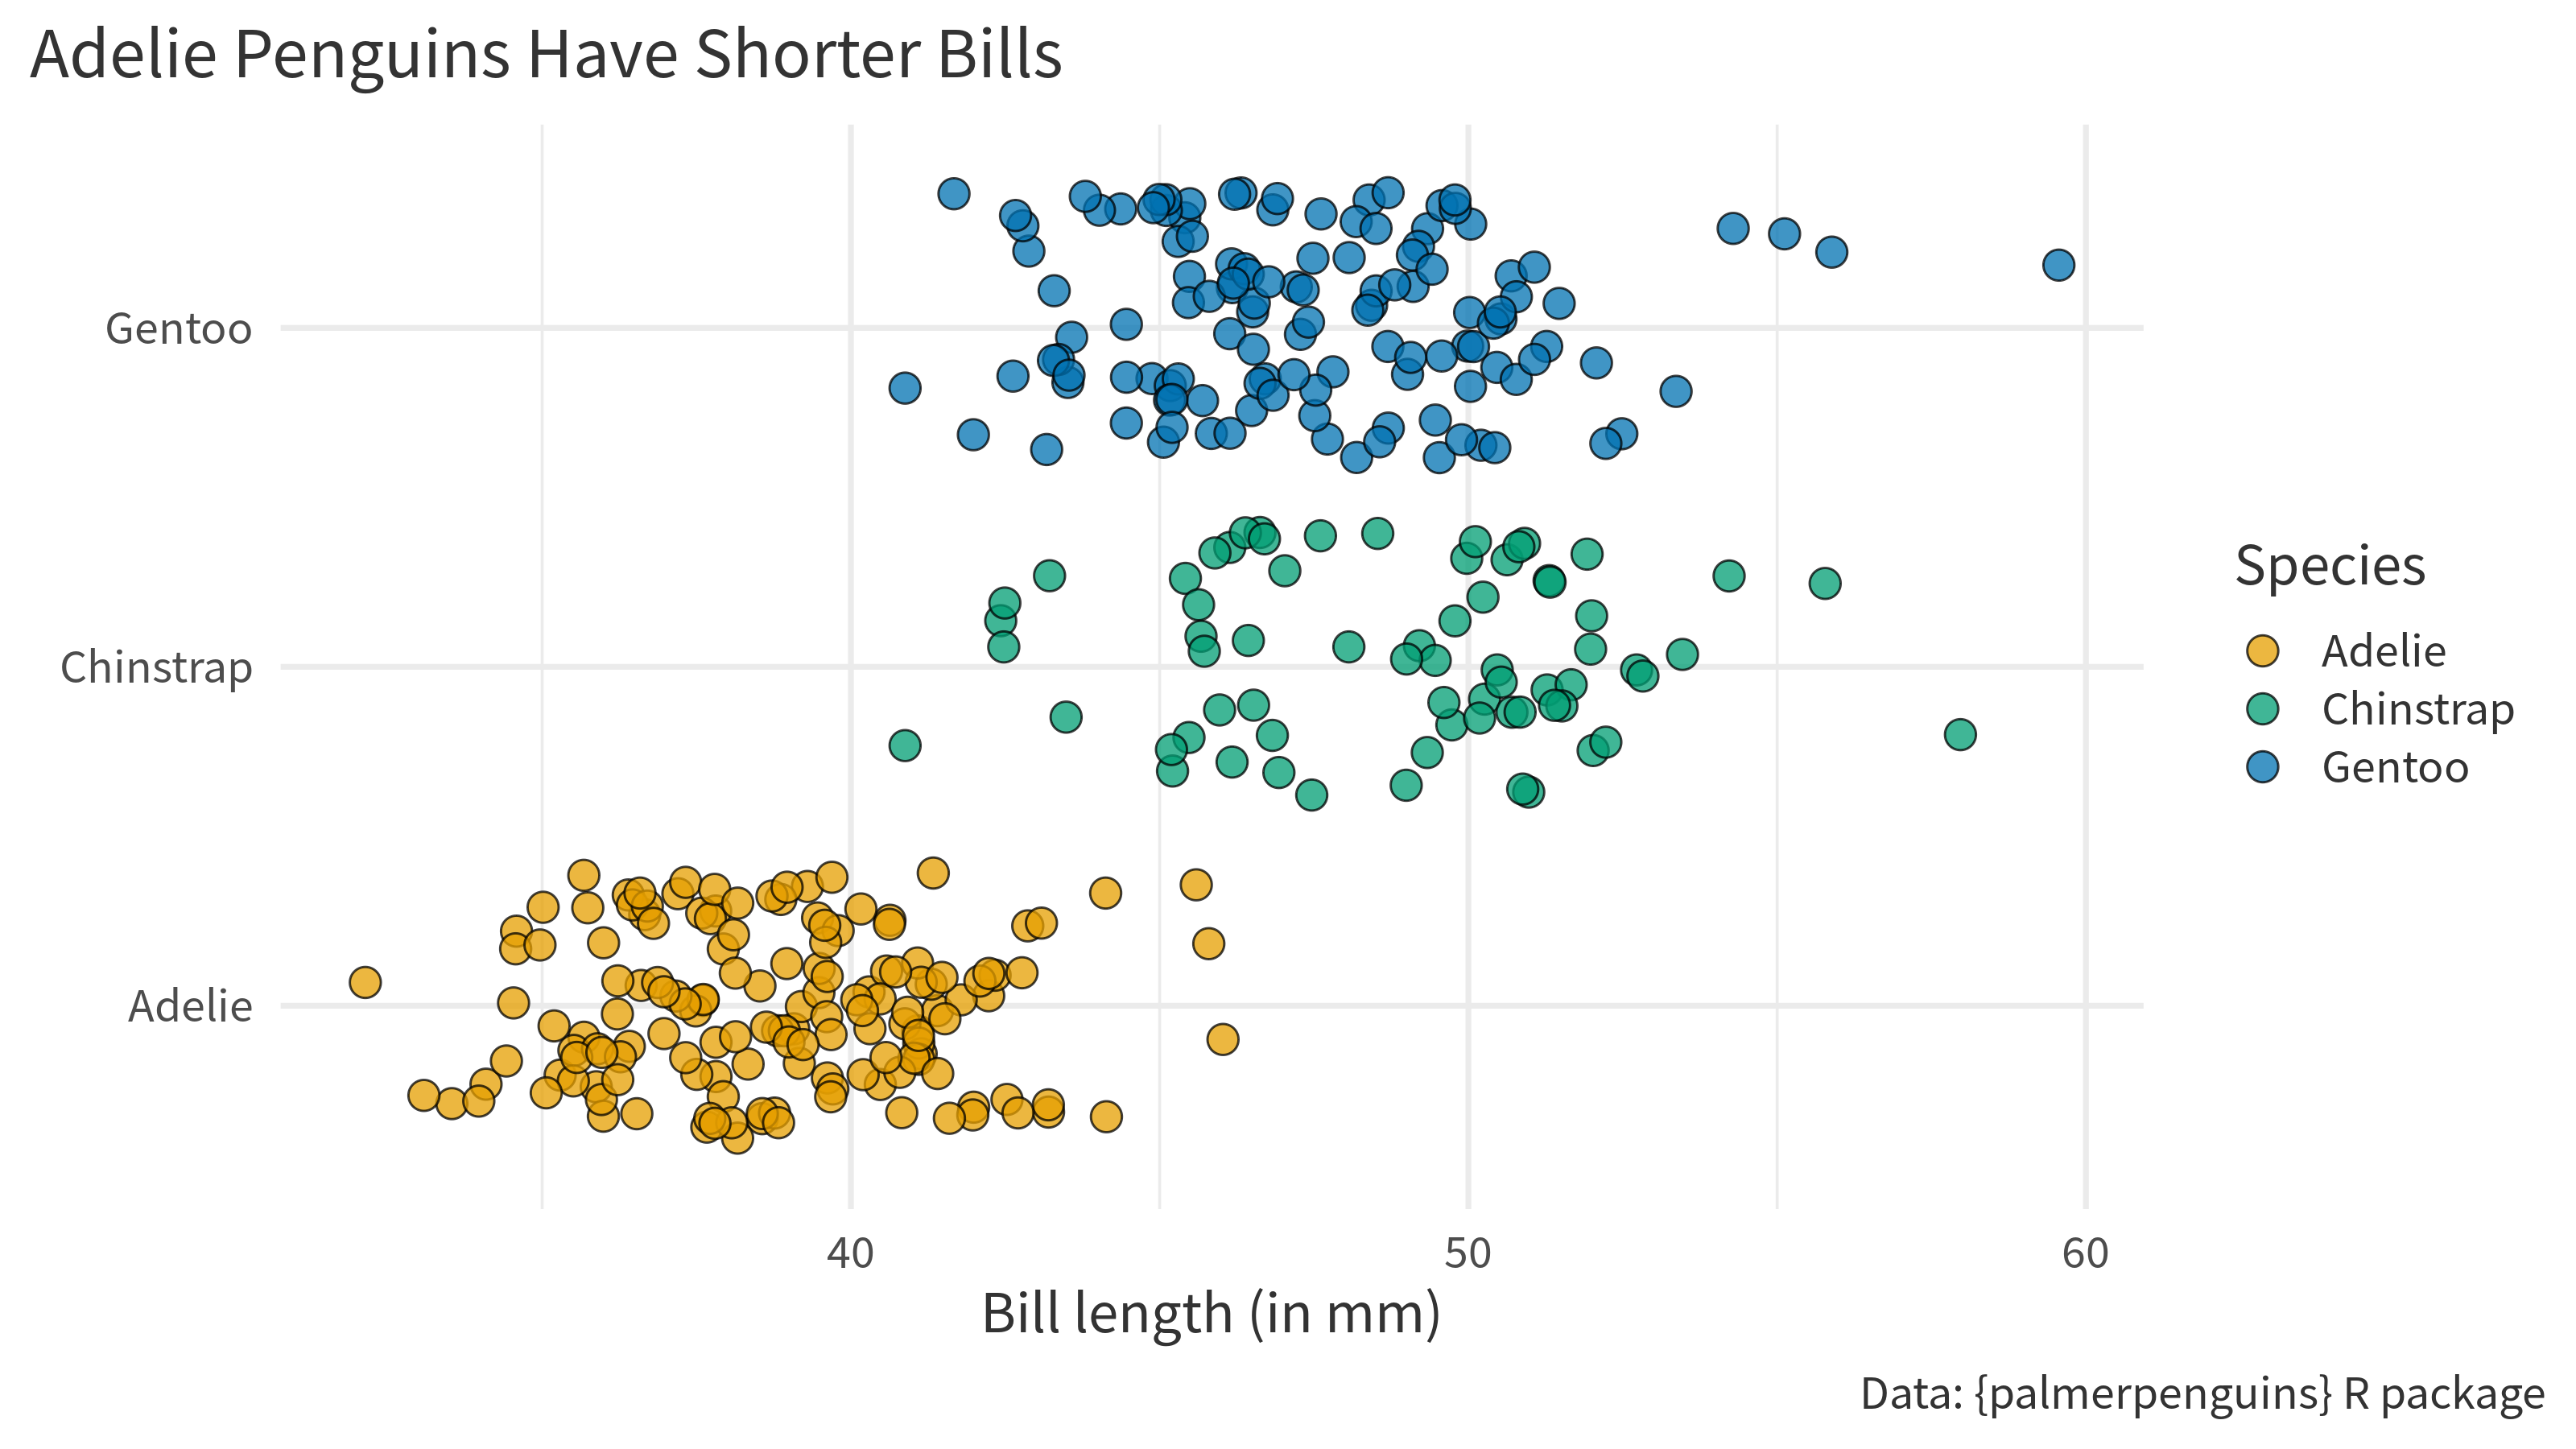 Adelie Penguins Have Shorter Bills
Gentoo
Chinstrap
Adelie
40
50
60
Bill length (in mm)
Species
Adelie
Chinstrap
Gentoo
Data: {palmerpenguins} R package